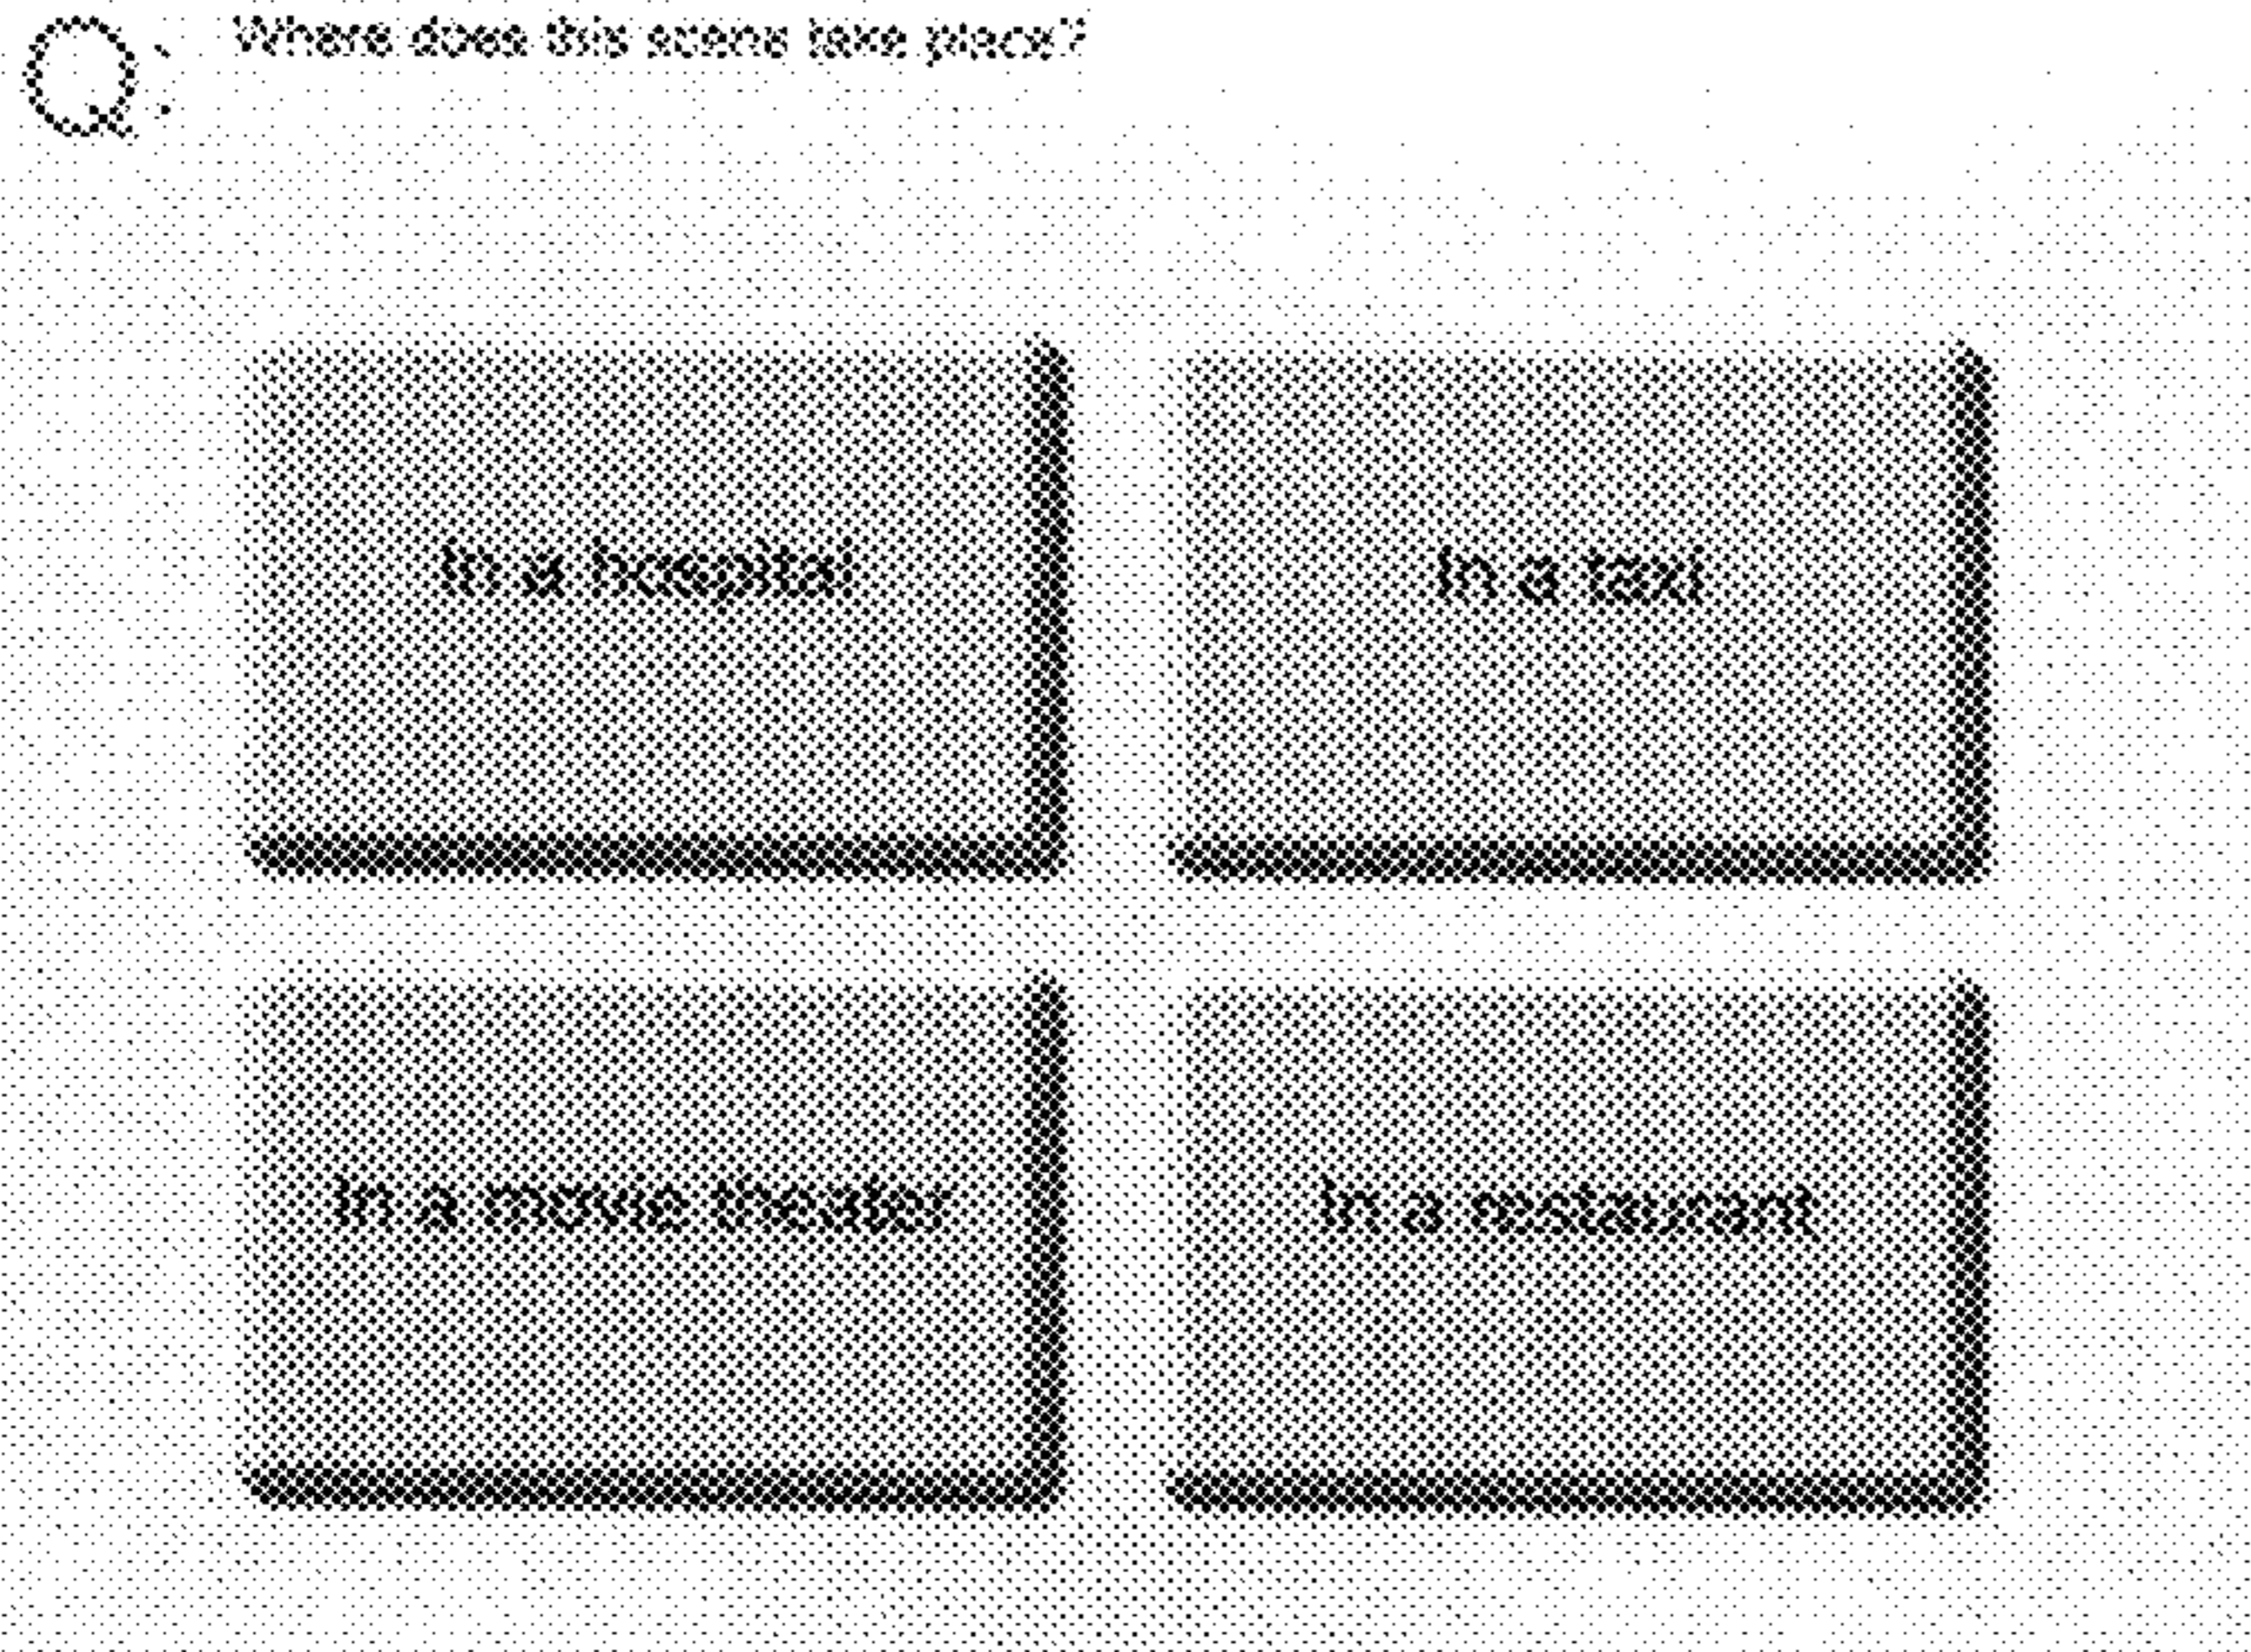 Q: Where does this scene take place?
In a hospital
In a taxi
In a movie theater
In a restaurant